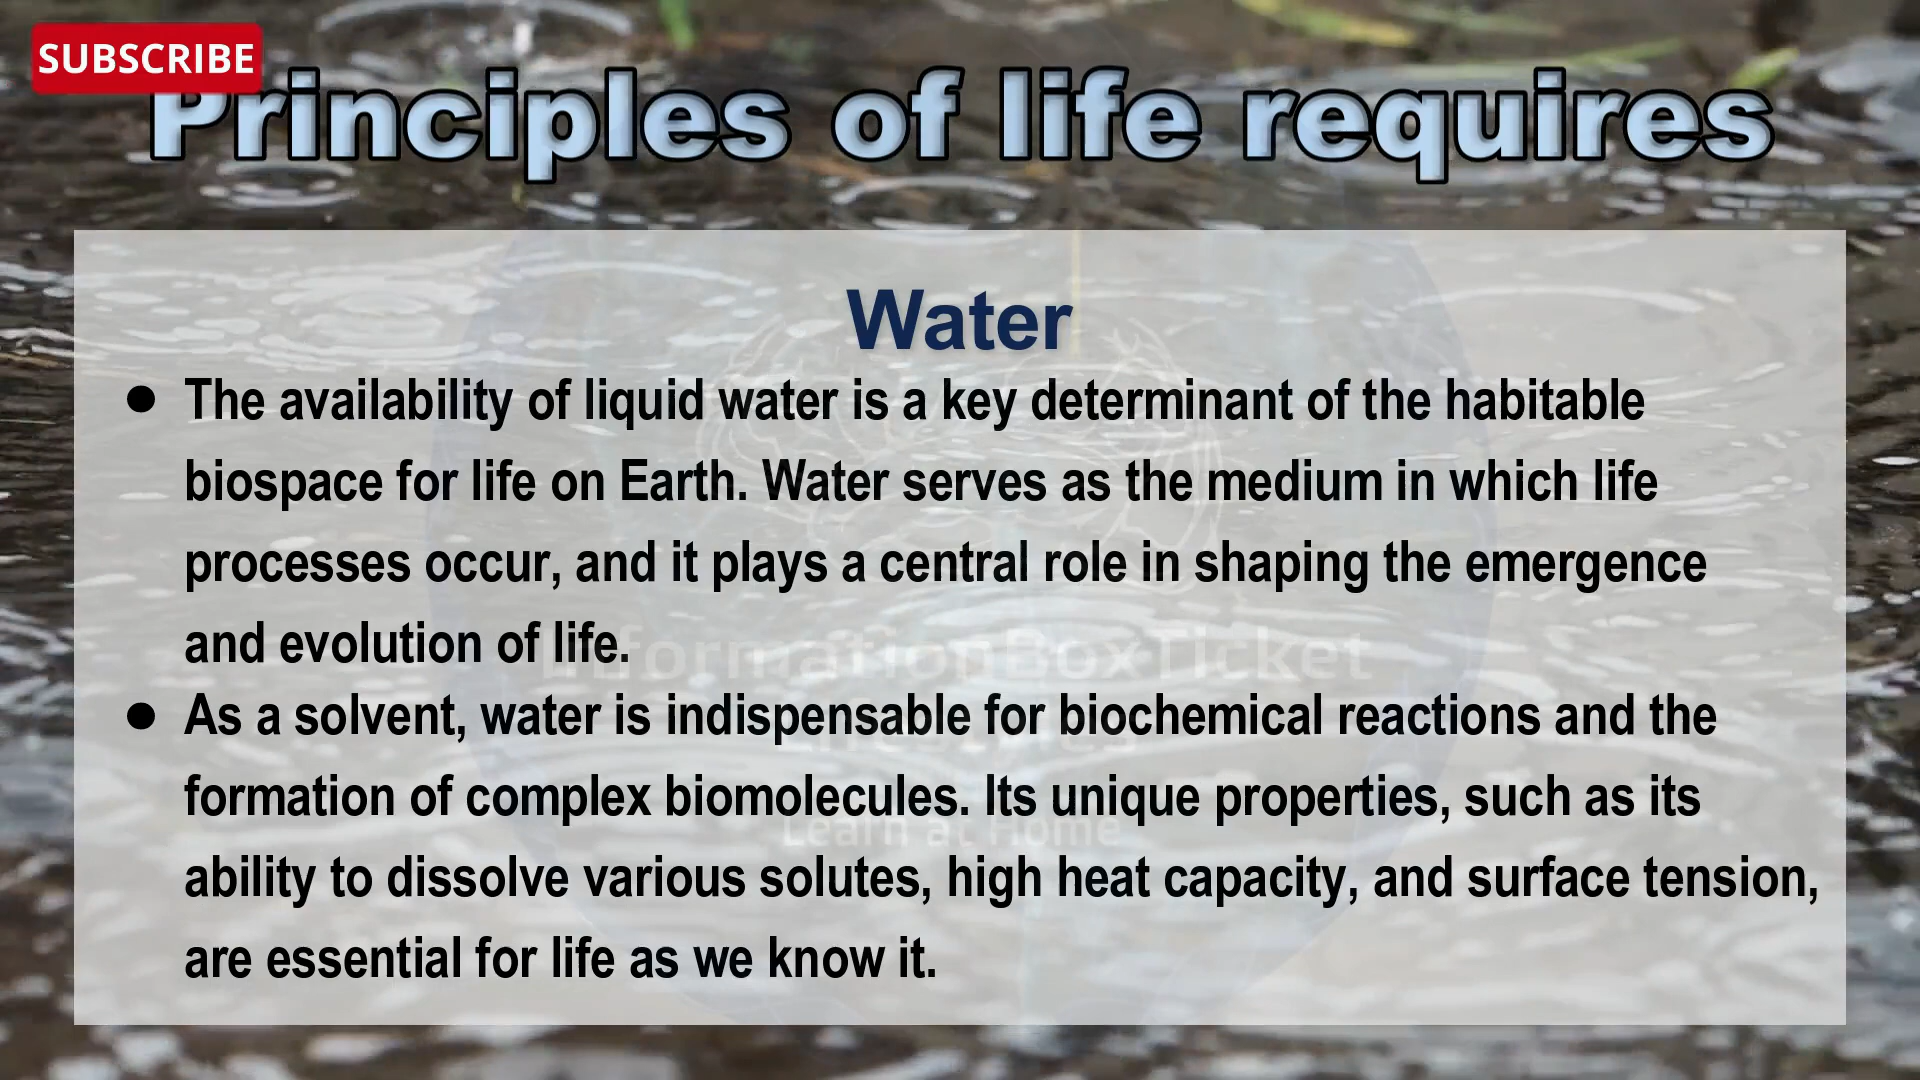 SUBSCRIBE
Principles of life requires
Water
● The availability of liquid water is a key determinant of the habitable
biospace for life on Earth. Water serves as the medium in which life
processes occur, and it plays a central role in shaping the emergence
and evolution of life.
InformationBoxTicket
● As a solvent, water is indispensable for biochemical reactions and the
formation of complex biomolecules. Its unique properties, such as its
Learn at Home
ability to dissolve various solutes, high heat capacity, and surface tension,
are essential for life as we know it.